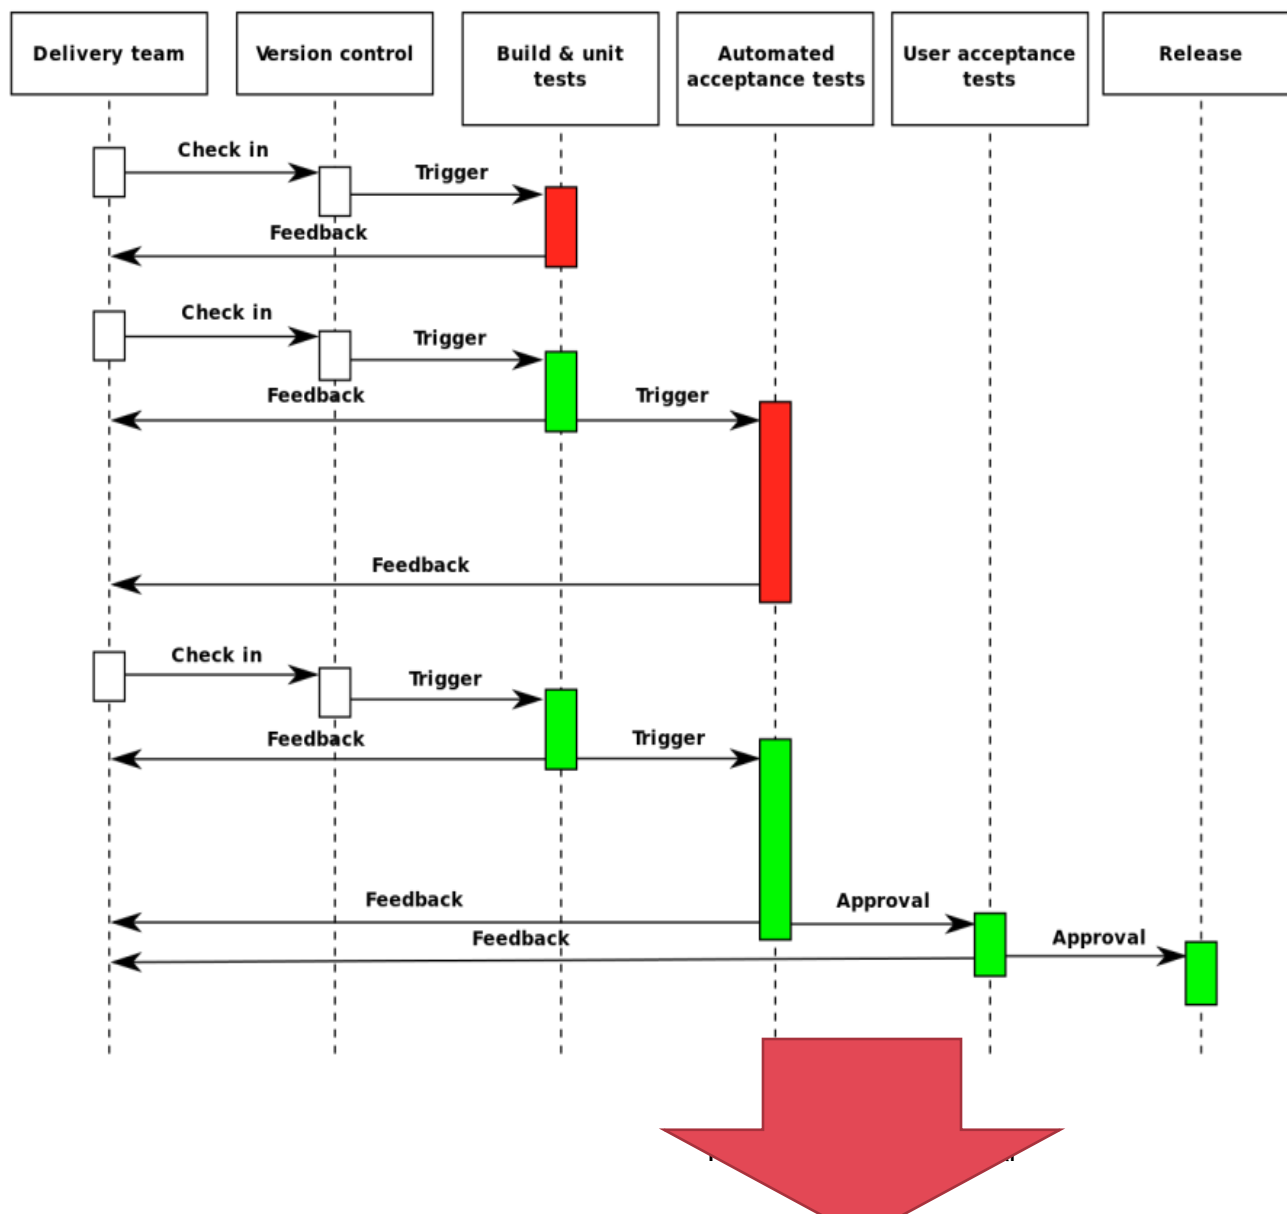 Delivery team
Version control
Build & unit
tests
Automated
acceptance tests
User acceptance
tests
Release
Check in
Trigger
Feedback
Check in
Trigger
Feedback
Trigger
Feedback
Check in
Trigger
Feedback
Trigger
Feedback
Approval
Feedback
Approval